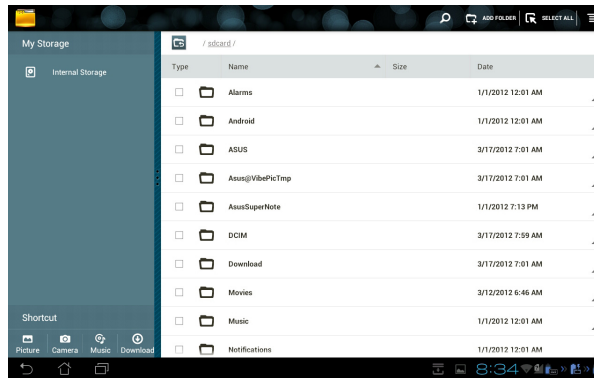 ADD FOLDER SELECT ALL
My Storage
/ sdcard /
Internal Storage
Type Name Size Date
Alarms 1/1/2012 12:01 AM
Android 1/1/2012 12:01 AM
ASUS 3/17/2012 7:01 AM
Asus@VibePicTmp 3/17/2012 7:01 AM
AsusSuperNote 1/1/2012 7:13 PM
DCIM 3/17/2012 7:59 AM
Download 3/17/2012 7:01 AM
Movies 3/12/2012 6:46 AM
Music 1/1/2012 12:01 AM
Notifications 1/1/2012 12:01 AM
Shortcut
Picture Camera Music Download
8:34